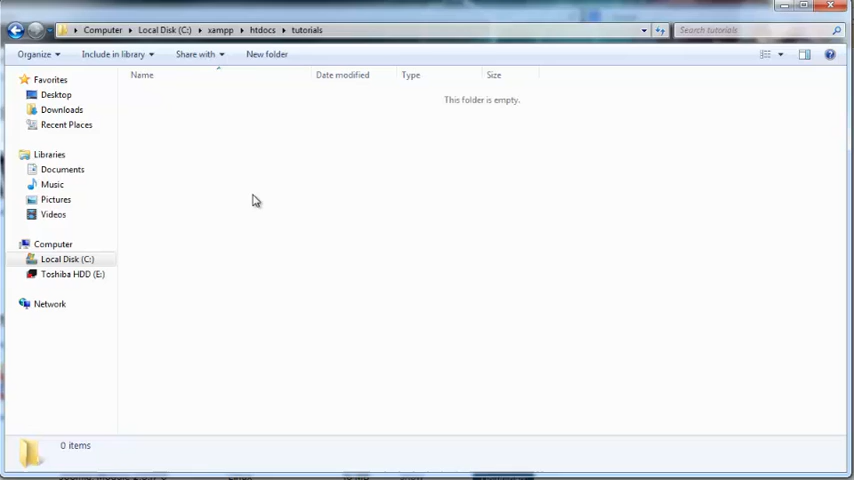 Computer Local Disk (C:) xampp htdocs tutorials Search tutorials
Organize Include in library Share with New folder
Name Date modified Type Size
This folder is empty.
Favorites
Desktop
Downloads
Recent Places
Libraries
Documents
Music
Pictures
Videos
Computer
Local Disk (C:)
Toshiba HDD (E:)
Network
0 items